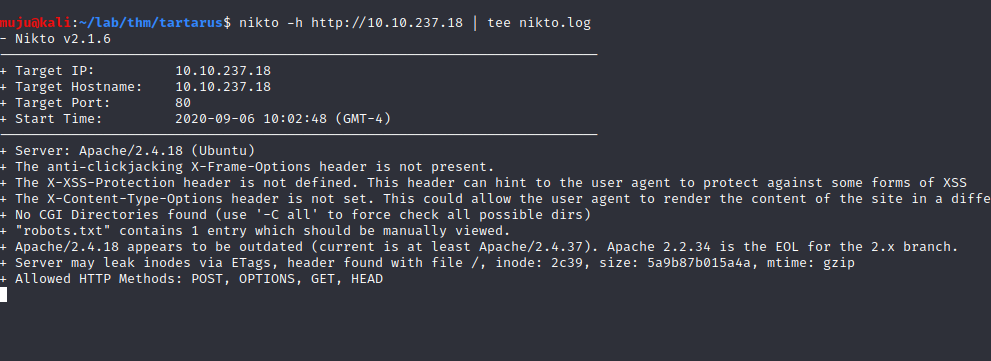 muju@kali:~/lab/thm/tartarus$ nikto -h http://10.10.237.18 | tee nikto.log
- Nikto v2.1.6
---------------------------------------------------------------------------
+ Target IP:          10.10.237.18
+ Target Hostname:    10.10.237.18
+ Target Port:        80
+ Start Time:         2020-09-06 10:02:48 (GMT-4)
---------------------------------------------------------------------------
+ Server: Apache/2.4.18 (Ubuntu)
+ The anti-clickjacking X-Frame-Options header is not present.
+ The X-XSS-Protection header is not defined. This header can hint to the user agent to protect against some forms of XSS
+ The X-Content-Type-Options header is not set. This could allow the user agent to render the content of the site in a diffe
+ No CGI Directories found (use '-C all' to force check all possible dirs)
+ "robots.txt" contains 1 entry which should be manually viewed.
+ Apache/2.4.18 appears to be outdated (current is at least Apache/2.4.37). Apache 2.2.34 is the EOL for the 2.x branch.
+ Server may leak inodes via ETags, header found with file /, inode: 2c39, size: 5a9b87b015a4a, mtime: gzip
+ Allowed HTTP Methods: POST, OPTIONS, GET, HEAD